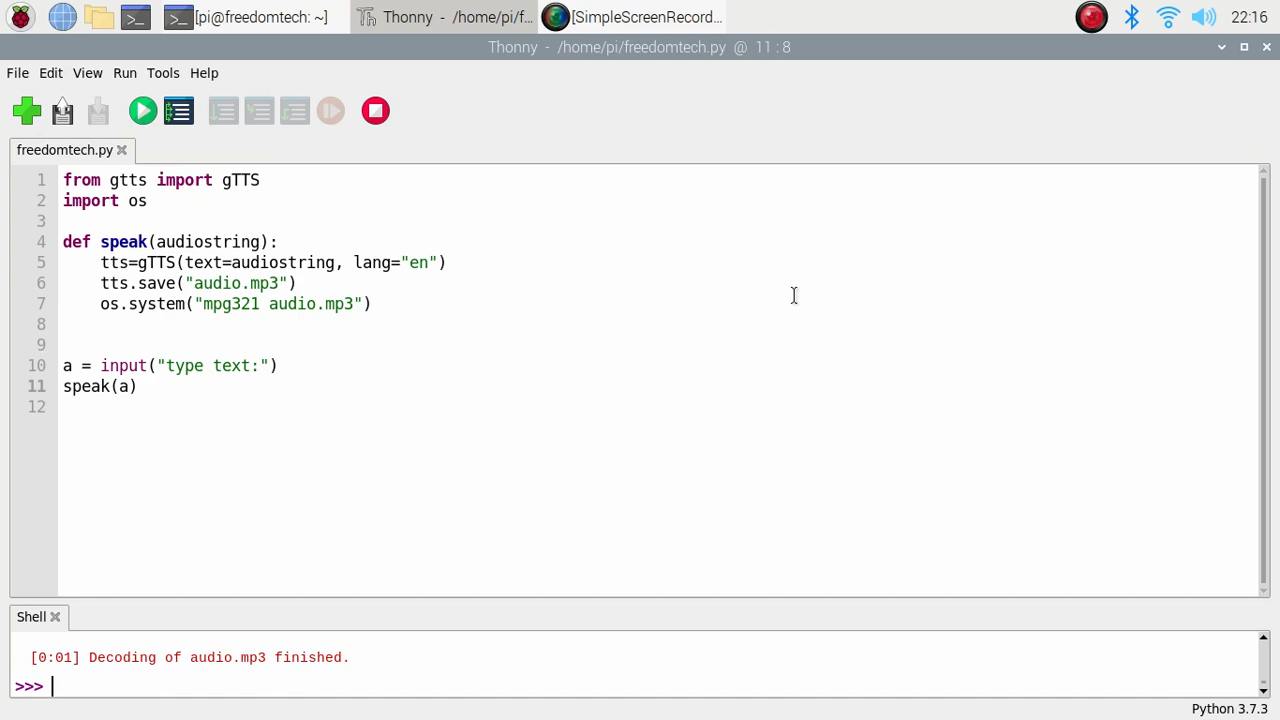 [pi@freedomtech: ~] Thonny - /home/pi/f... [SimpleScreenRecord... 22:16
Thonny - /home/pi/freedomtech.py @ 11 : 8
File Edit View Run Tools Help
freedomtech.py
1 from gtts import gTTS
2 import os
3
4 def speak(audiostring):
5     tts=gTTS(text=audiostring, lang="en")
6     tts.save("audio.mp3")
7     os.system("mpg321 audio.mp3")
8
9
10 a = input("type text:")
11 speak(a)
12
Shell
[0:01] Decoding of audio.mp3 finished.
>>>
Python 3.7.3